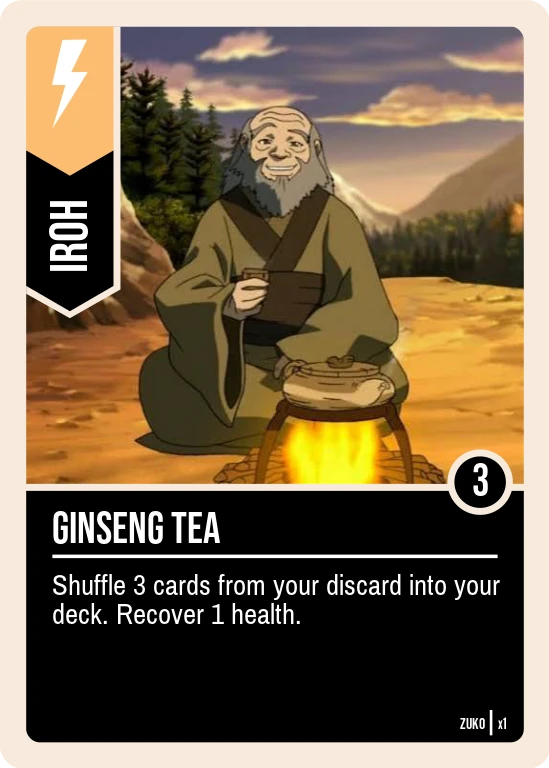 IROH
3
GINSENG TEA
Shuffle 3 cards from your discard into your
deck. Recover 1 health.
ZUKO | x1